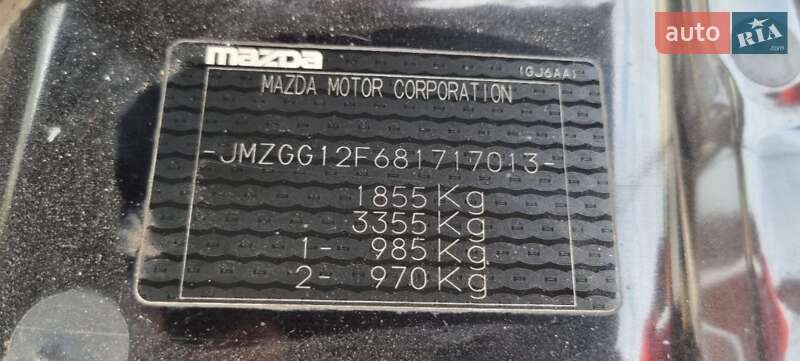 auto RIA
mazda
(GJ6AA)
MAZDA MOTOR CORPORATION
-JMZGG12F681717013-
1855 Kg
3355 Kg
1- 985 Kg
2- 970 Kg